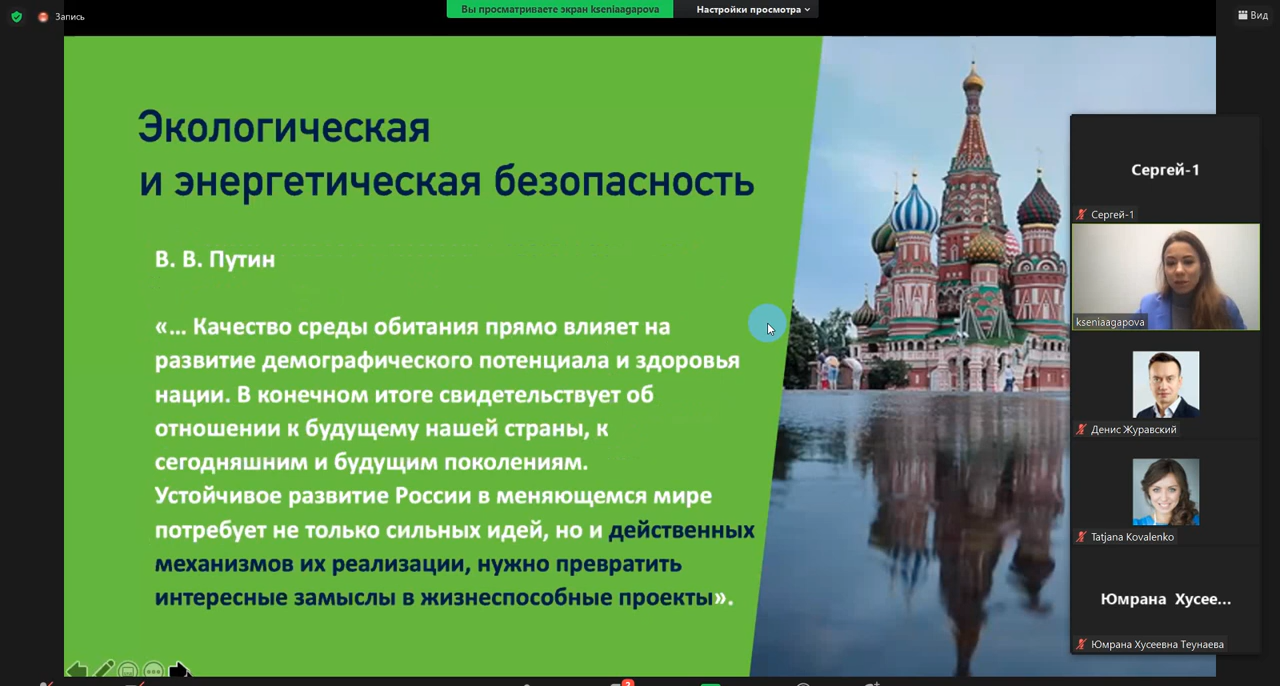 Запись
Вы просматриваете экран kseniaagapova
Настройки просмотра
Вид
Экологическая
и энергетическая безопасность
В. В. Путин
«... Качество среды обитания прямо влияет на
развитие демографического потенциала и здоровья
нации. В конечном итоге свидетельствует об
отношении к будущему нашей страны, к
сегодняшним и будущим поколениям.
Устойчивое развитие России в меняющемся мире
потребует не только сильных идей, но и действенных
механизмов их реализации, нужно превратить
интересные замыслы в жизнеспособные проекты».
Сергей-1
Сергей-1
kseniaagapova
Денис Журавский
Tatjana Kovalenko
Юмрана Хусее...
Юмрана Хусеевна Теунаева